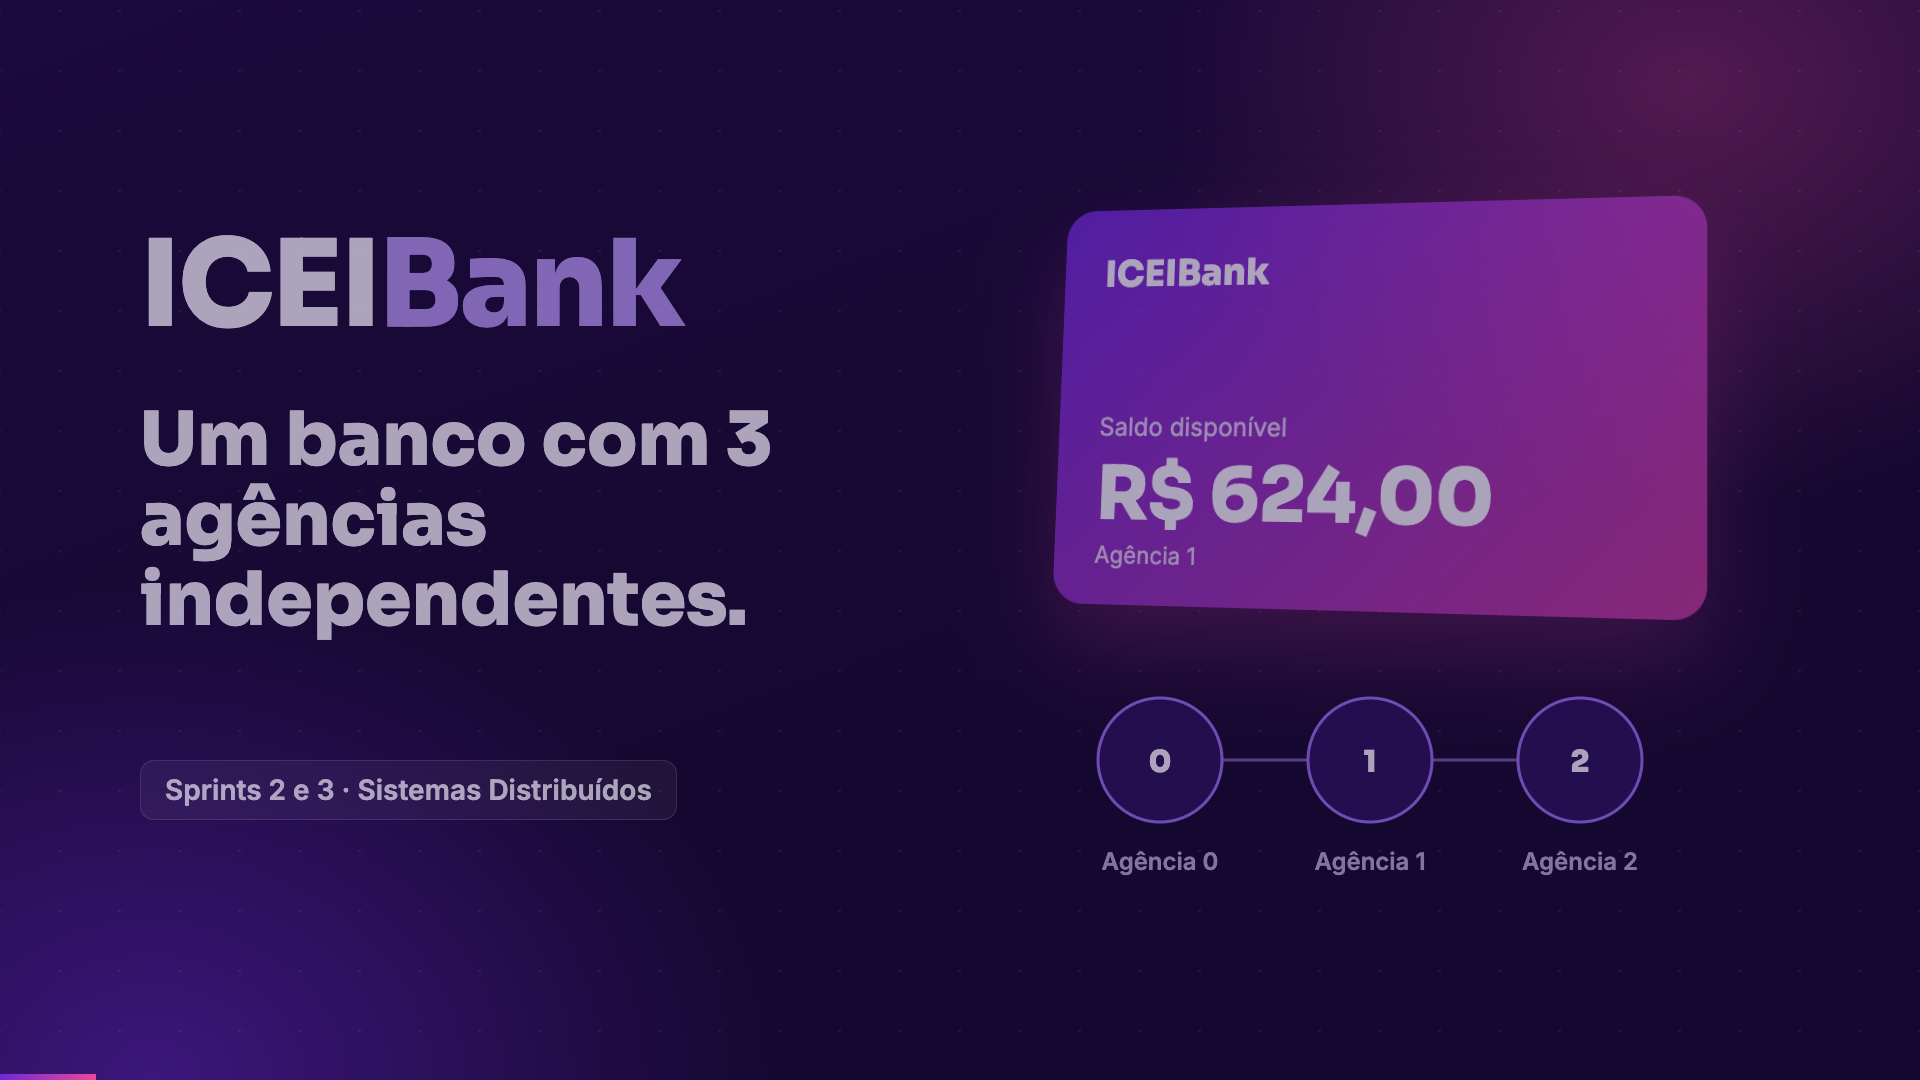 ICEIBank
Um banco com 3
agências
independentes.
Sprints 2 e 3 · Sistemas Distribuídos
ICEIBank
Saldo disponível
R$ 624,00
Agência 1
0
1
2
Agência 0
Agência 1
Agência 2